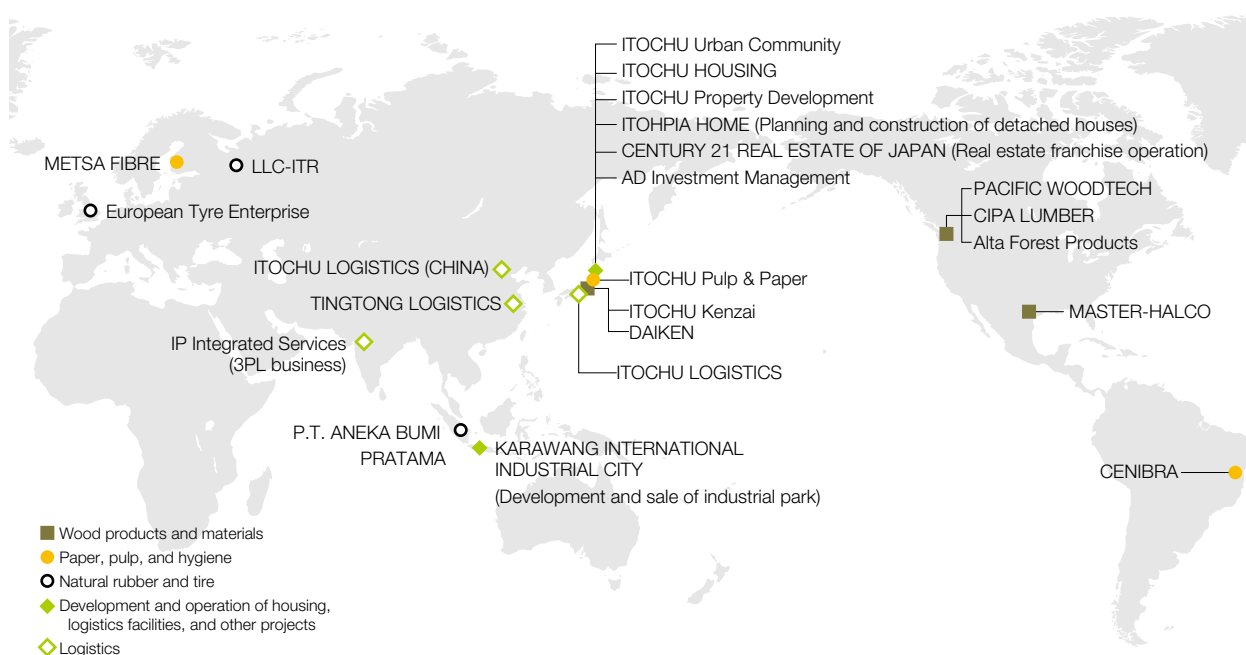 ITOCHU Urban Community
ITOCHU HOUSING
ITOCHU Property Development
ITOHPIA HOME (Planning and construction of detached houses)
CENTURY 21 REAL ESTATE OF JAPAN (Real estate franchise operation)
AD Investment Management
METSA FIBRE
LLC-ITR
European Tyre Enterprise
PACIFIC WOODTECH
CIPA LUMBER
Alta Forest Products
ITOCHU LOGISTICS (CHINA)
ITOCHU Pulp & Paper
TINGTONG LOGISTICS
ITOCHU Kenzai
DAIKEN
MASTER-HALCO
IP Integrated Services
(3PL business)
ITOCHU LOGISTICS
P.T. ANEKA BUMI
PRATAMA
KARAWANG INTERNATIONAL
INDUSTRIAL CITY
(Development and sale of industrial park)
CENIBRA
Wood products and materials
Paper, pulp, and hygiene
Natural rubber and tire
Development and operation of housing,
logistics facilities, and other projects
Logistics